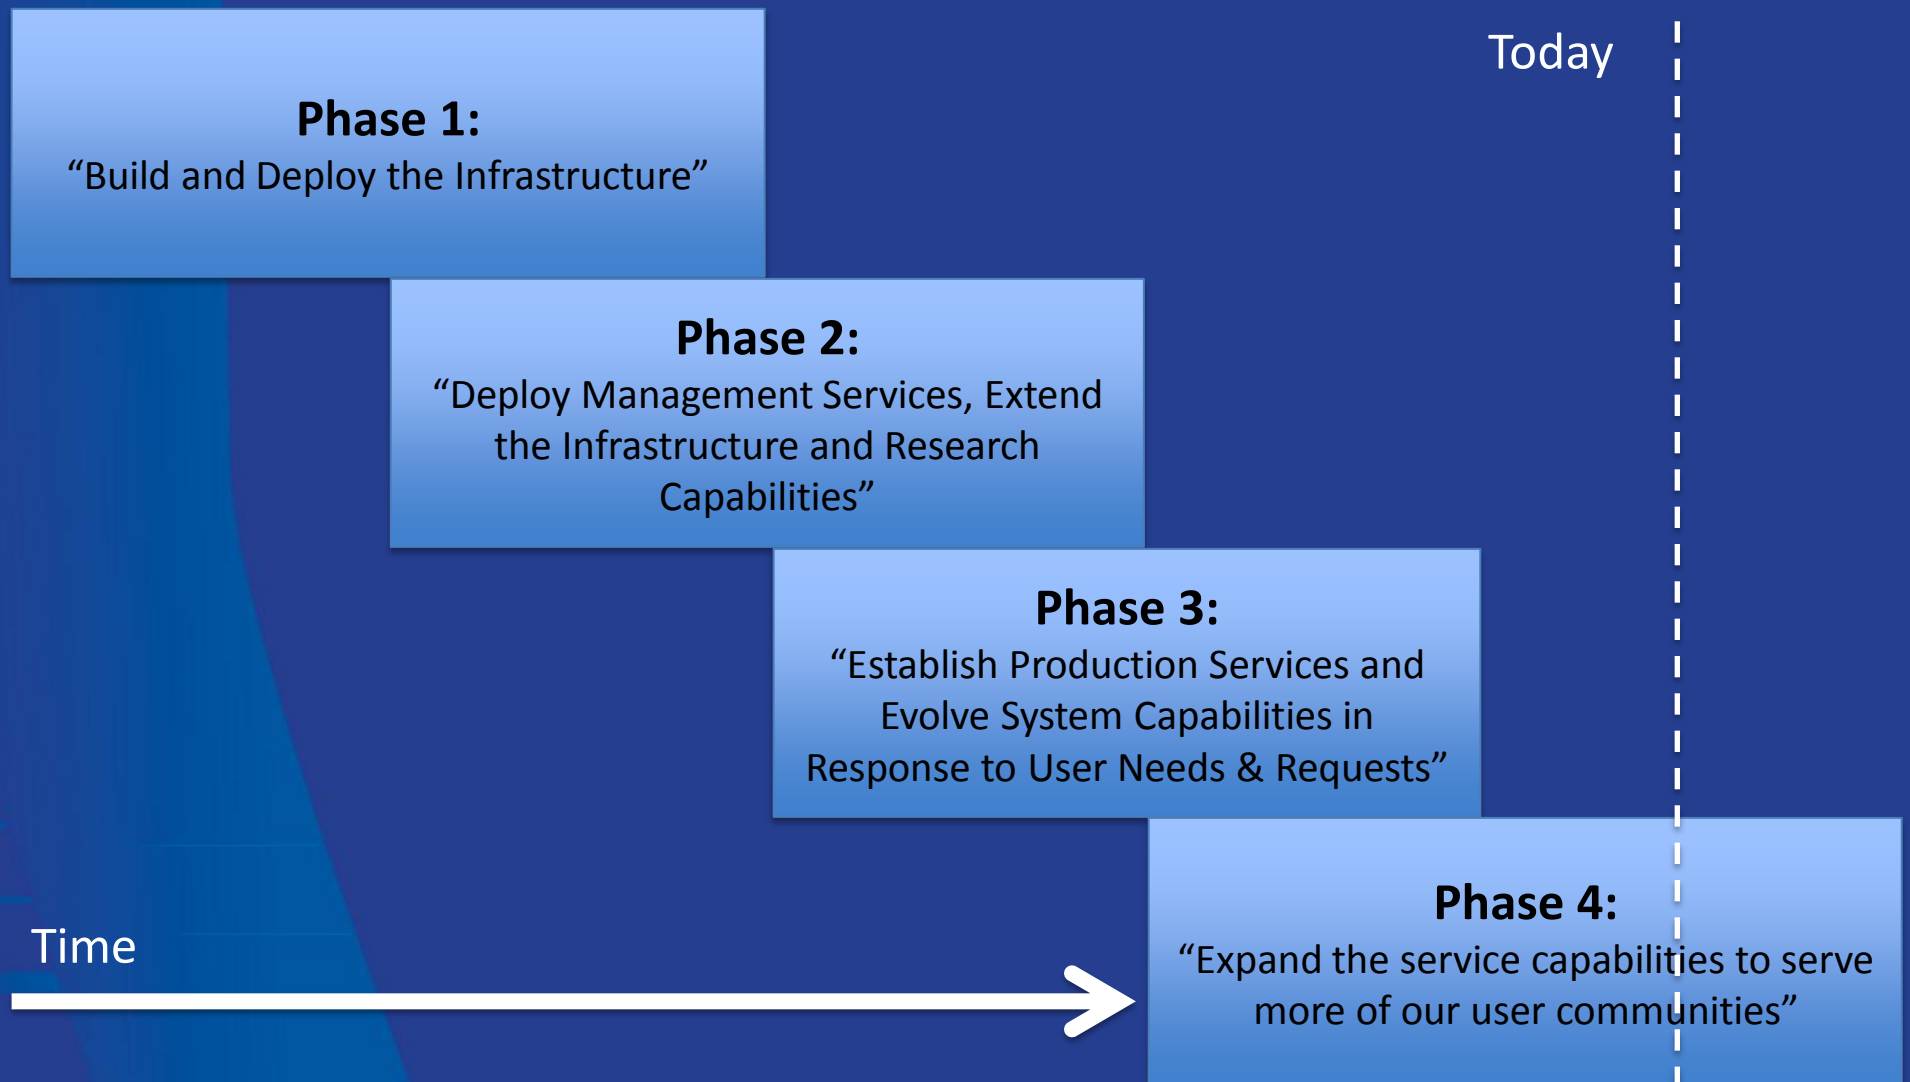 Today
Phase 1:
“Build and Deploy the Infrastructure”
Phase 2:
“Deploy Management Services, Extend
the Infrastructure and Research
Capabilities”
Phase 3:
“Establish Production Services and
Evolve System Capabilities in
Response to User Needs & Requests”
Phase 4:
“Expand the service capabilities to serve
more of our user communities”
Time